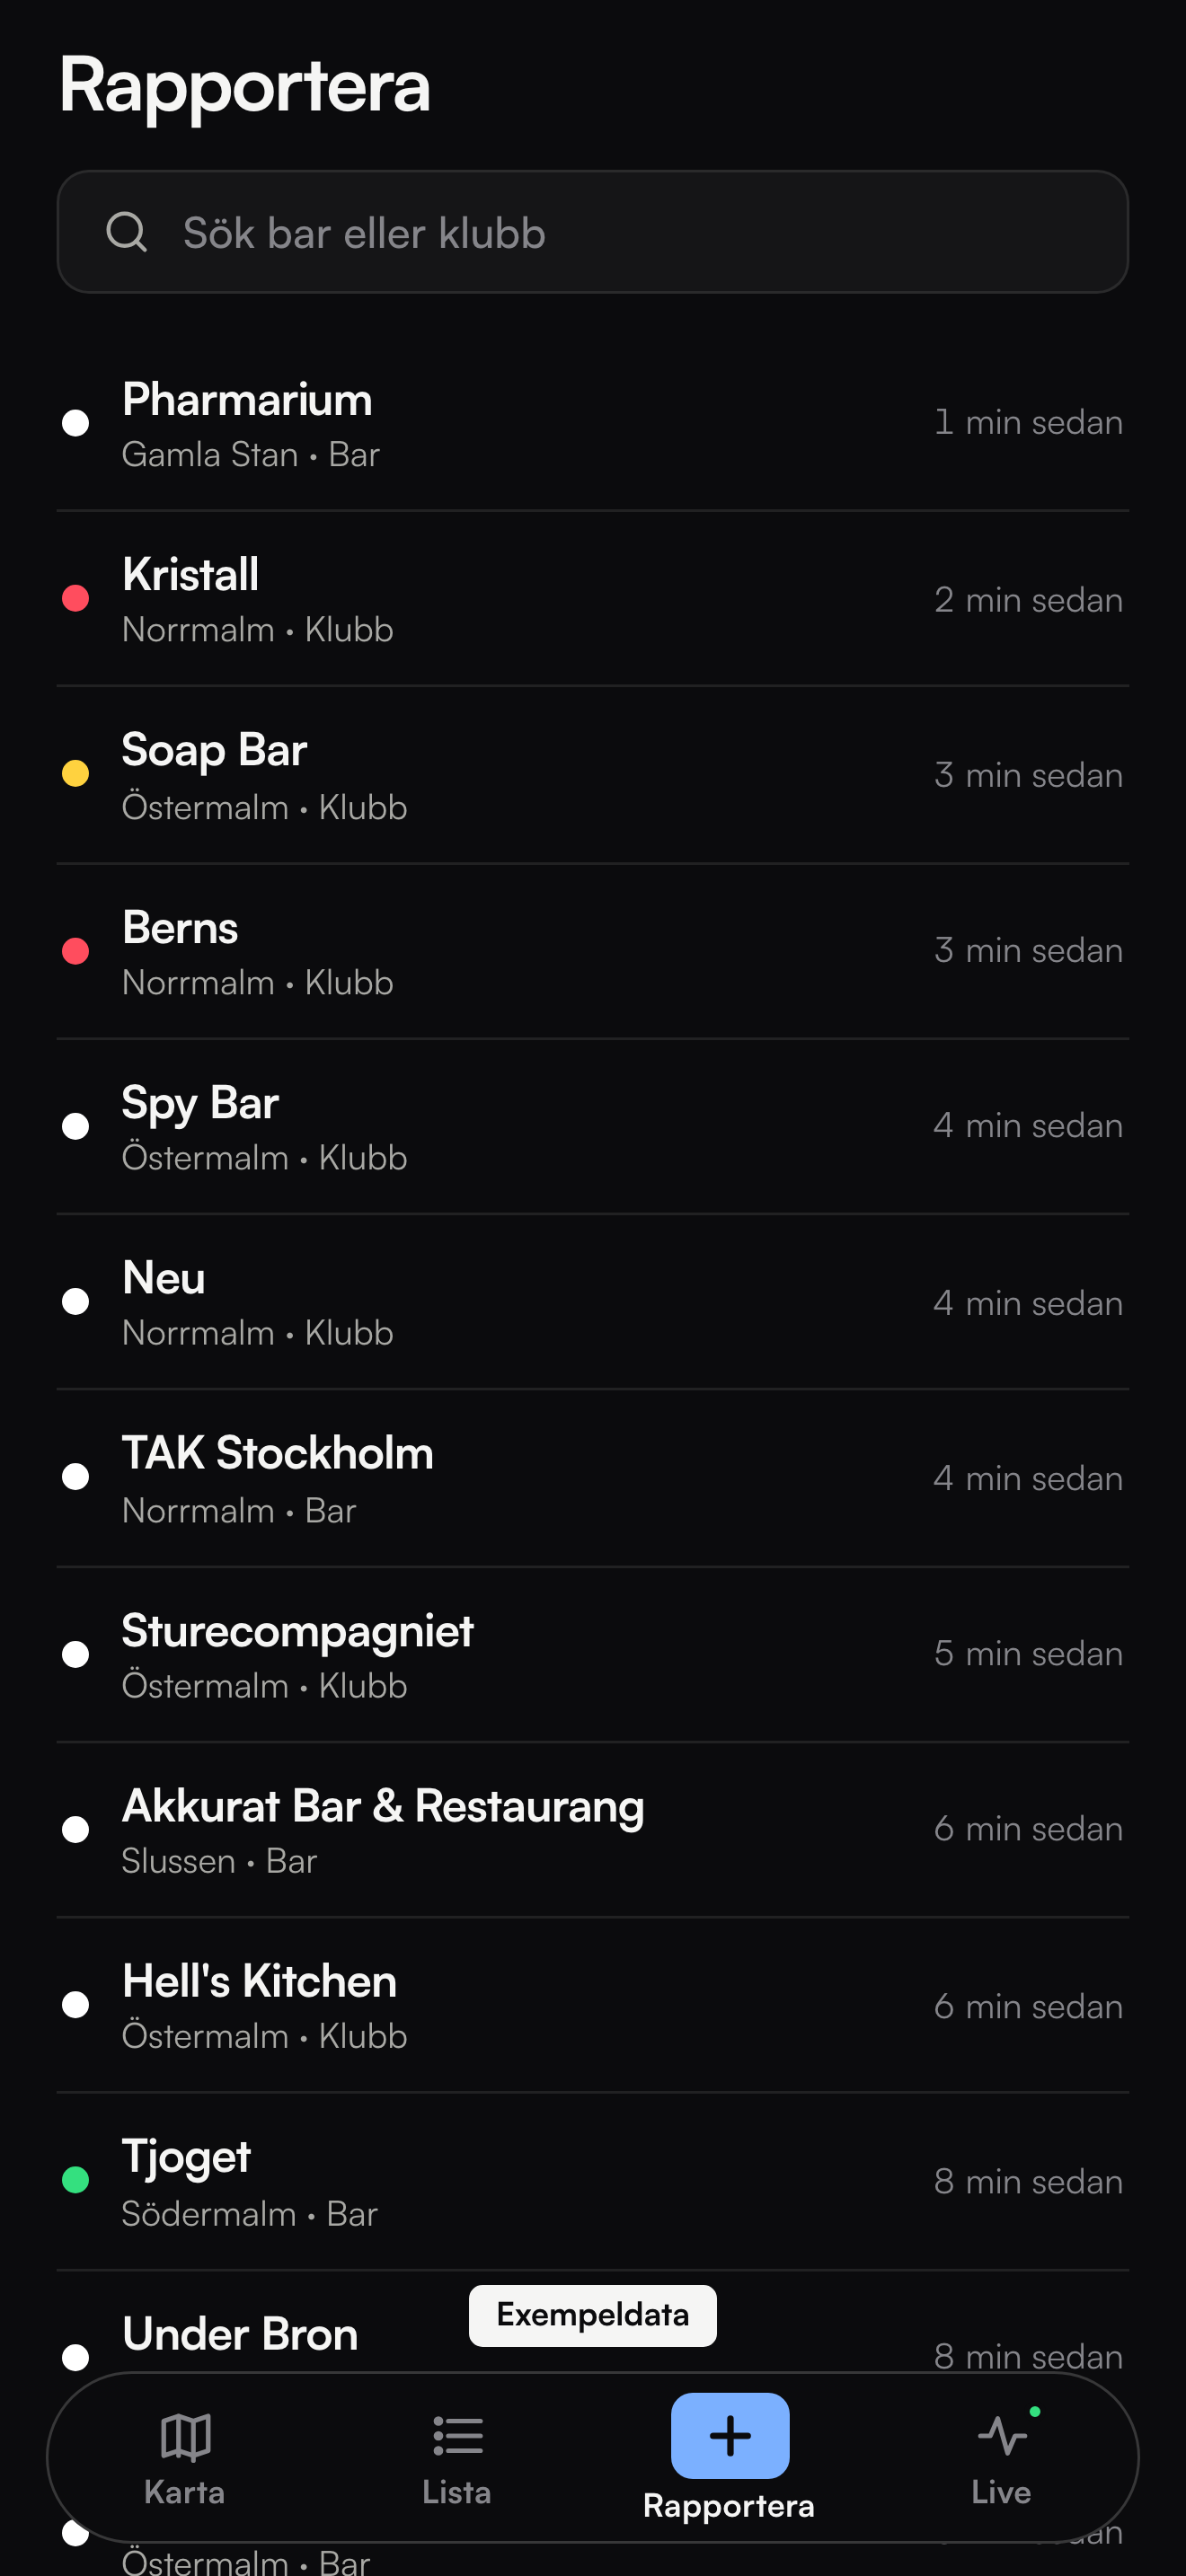 Rapportera
Sök bar eller klubb
Pharmarium
Gamla Stan · Bar
1 min sedan
Kristall
Norrmalm · Klubb
2 min sedan
Soap Bar
Östermalm · Klubb
3 min sedan
Berns
Norrmalm · Klubb
3 min sedan
Spy Bar
Östermalm · Klubb
4 min sedan
Neu
Norrmalm · Klubb
4 min sedan
TAK Stockholm
Norrmalm · Bar
4 min sedan
Sturecompagniet
Östermalm · Klubb
5 min sedan
Akkurat Bar & Restaurang
Slussen · Bar
6 min sedan
Hell's Kitchen
Östermalm · Klubb
6 min sedan
Tjoget
Södermalm · Bar
8 min sedan
Exempeldata
Under Bron
8 min sedan
Karta
Lista
Rapportera
Live
Östermalm · Bar